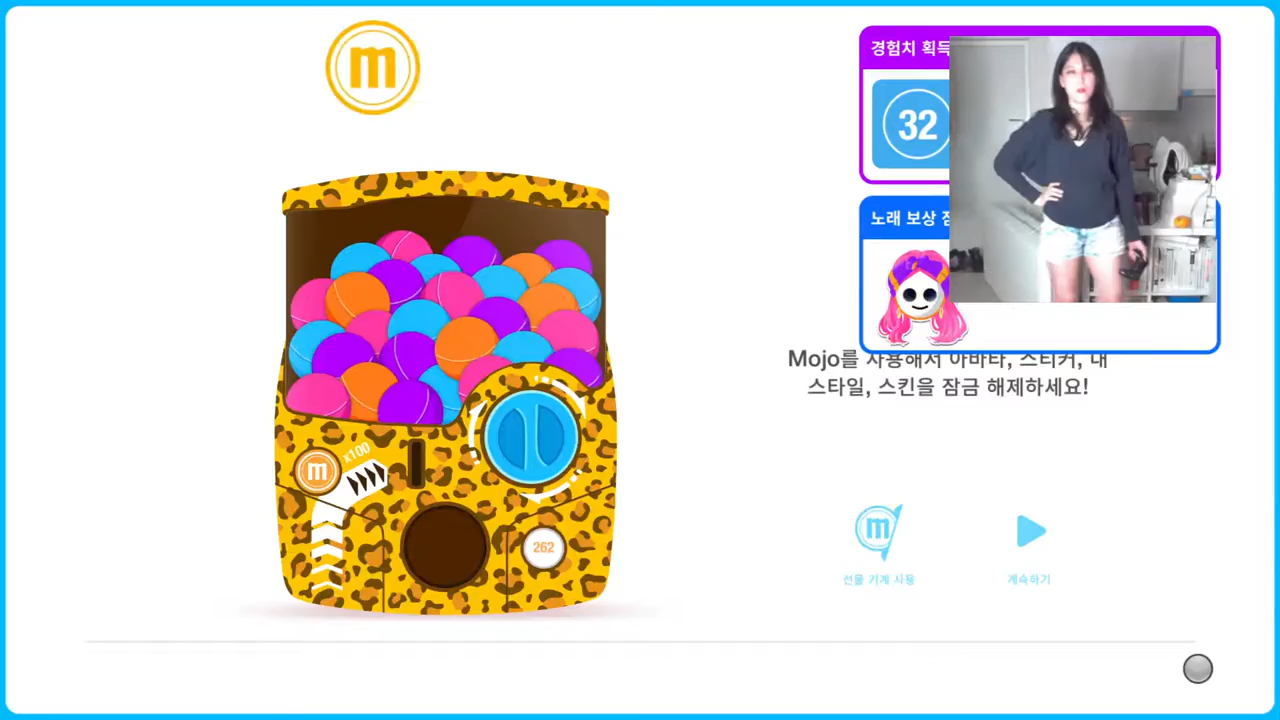 m
경험치 획득
32
노래 보상 잠
Mojo를 사용해서 아바타, 스티커, 내
스타일, 스킨을 잠금 해제하세요!
m x100
262
m
선물 기계 사용
계속하기